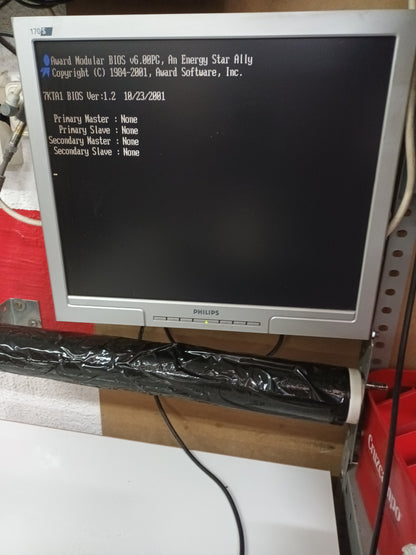 170S
Award Modular BIOS v6.00PG, An Energy Star Ally
Copyright (C) 1984-2001, Award Software, Inc.
7KTA1 BIOS Ver:1.2  10/23/2001
Primary Master : None
Primary Slave : None
Secondary Master : None
Secondary Slave : None
PHILIPS